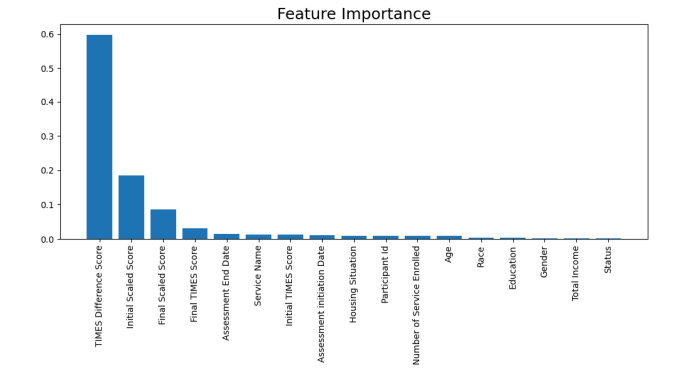 Feature Importance
0.6
0.5
0.4
0.3
0.2
0.1
0.0
TIMES Difference Score
Initial Scaled Score
Final Scaled Score
Final TIMES Score
Assessment End Date
Service Name
Initial TIMES Score
Assessment initiation Date
Housing Situation
Participant Id
Number of Service Enrolled
Age
Race
Education
Gender
Total Income
Status